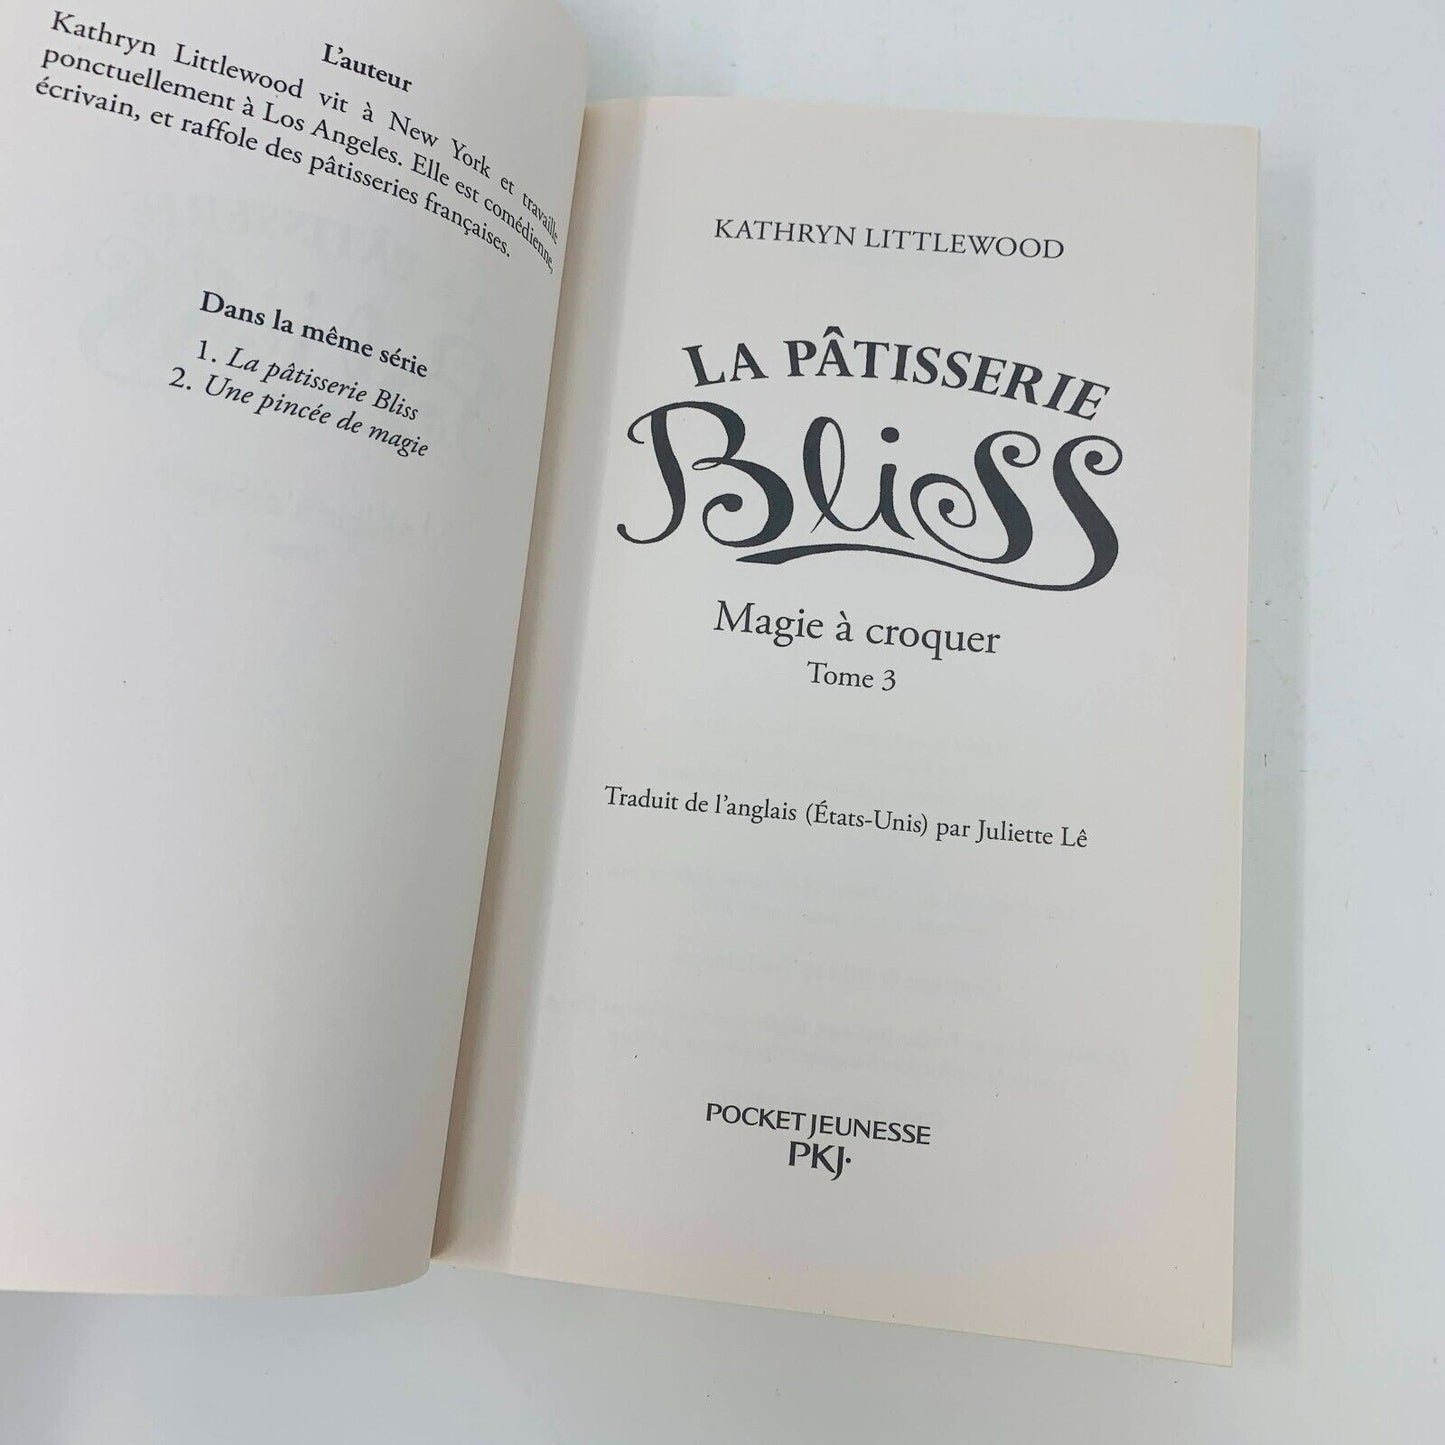 L'auteur
Kathryn Littlewood vit à New York et travaille
ponctuellement à Los Angeles. Elle est comédienne,
écrivain, et raffole des pâtisseries françaises.
Dans la même série
1. La pâtisserie Bliss
2. Une pincée de magie
KATHRYN LITTLEWOOD
LA PÂTISSERIE
Bliss
Magie à croquer
Tome 3
Traduit de l'anglais (États-Unis) par Juliette Lê
POCKET JEUNESSE
PKJ·